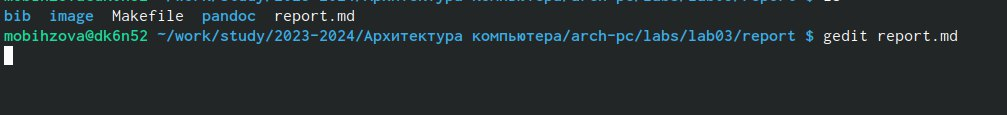 bib image Makefile pandoc report.md
mobihzova@dk6n52 ~/work/study/2023-2024/Архитектура компьютера/arch-pc/labs/lab03/report $ gedit report.md